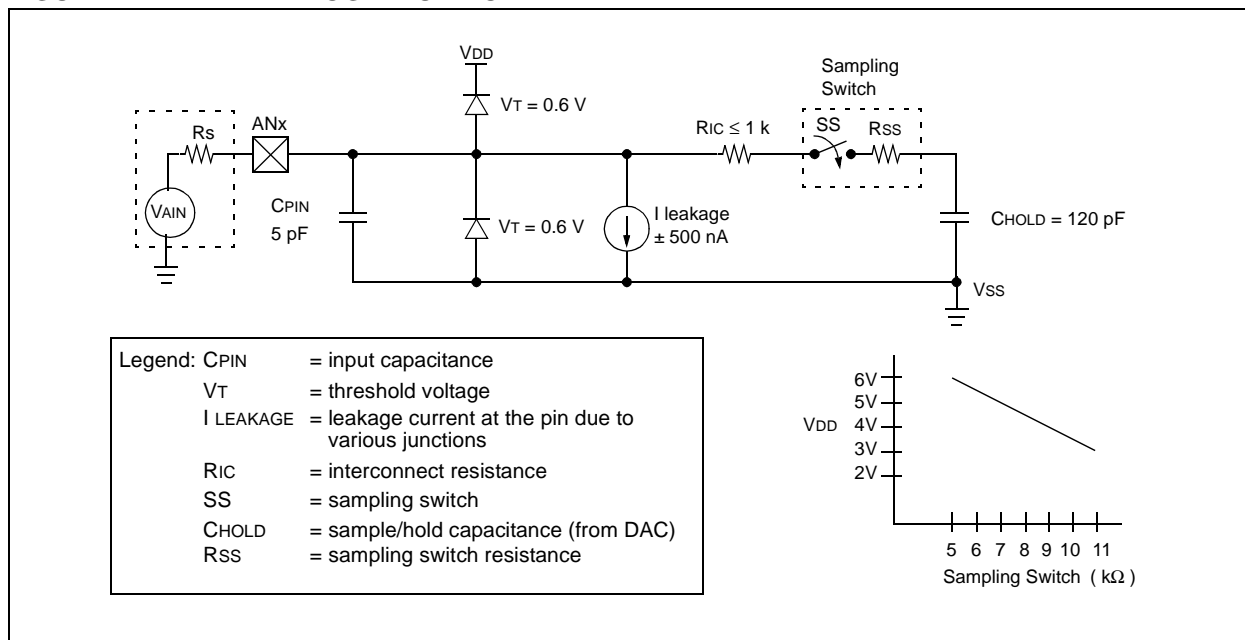 VDD
Sampling
Switch
VT = 0.6 V
Rs
ANx
RIC ≤ 1 k
SS
RSS
VAIN
CPIN
5 pF
VT = 0.6 V
I leakage
± 500 nA
CHOLD = 120 pF
VSS
Legend: CPIN = input capacitance
VT = threshold voltage
I LEAKAGE = leakage current at the pin due to
various junctions
RIC = interconnect resistance
SS = sampling switch
CHOLD = sample/hold capacitance (from DAC)
RSS = sampling switch resistance
6V
5V
VDD 4V
3V
2V
5 6 7 8 9 10 11
Sampling Switch ( kΩ )